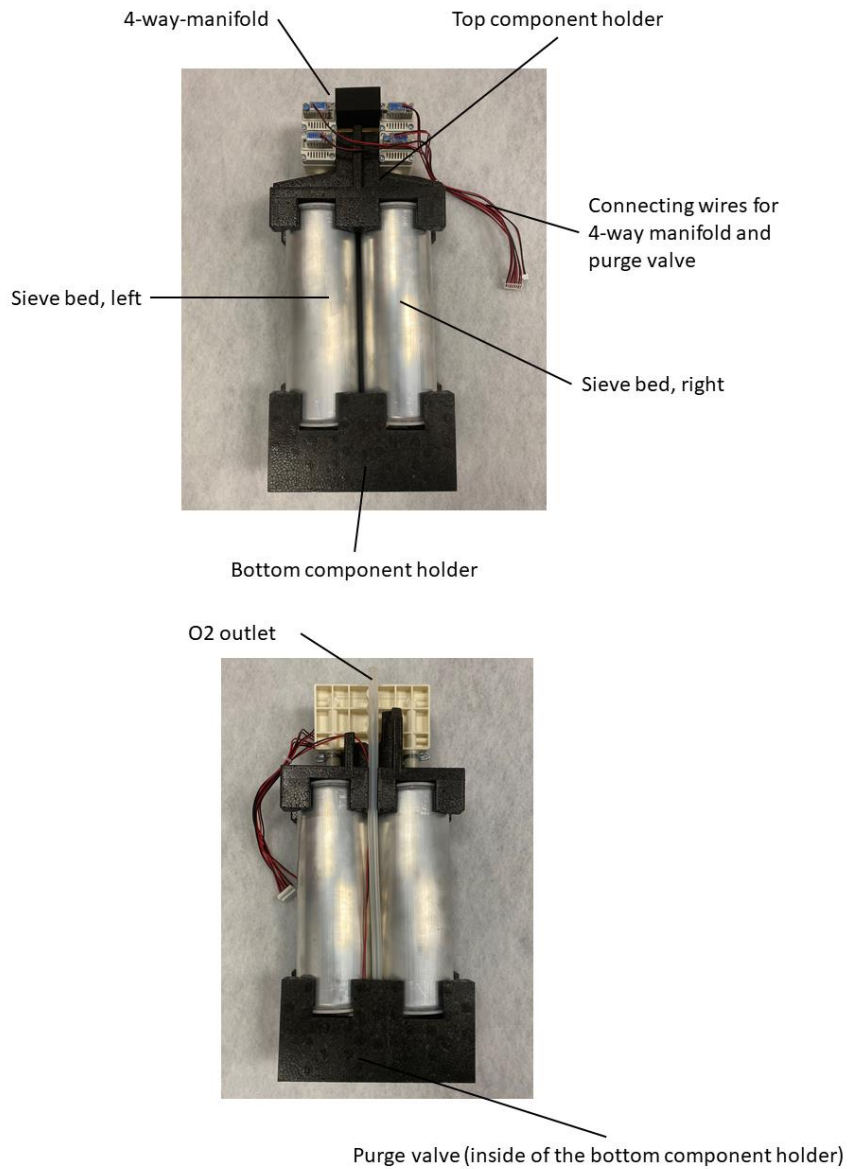 4-way-manifold
Top component holder
Connecting wires for
4-way manifold and
purge valve
Sieve bed, left
Sieve bed, right
Bottom component holder
O2 outlet
Purge valve (inside of the bottom component holder)